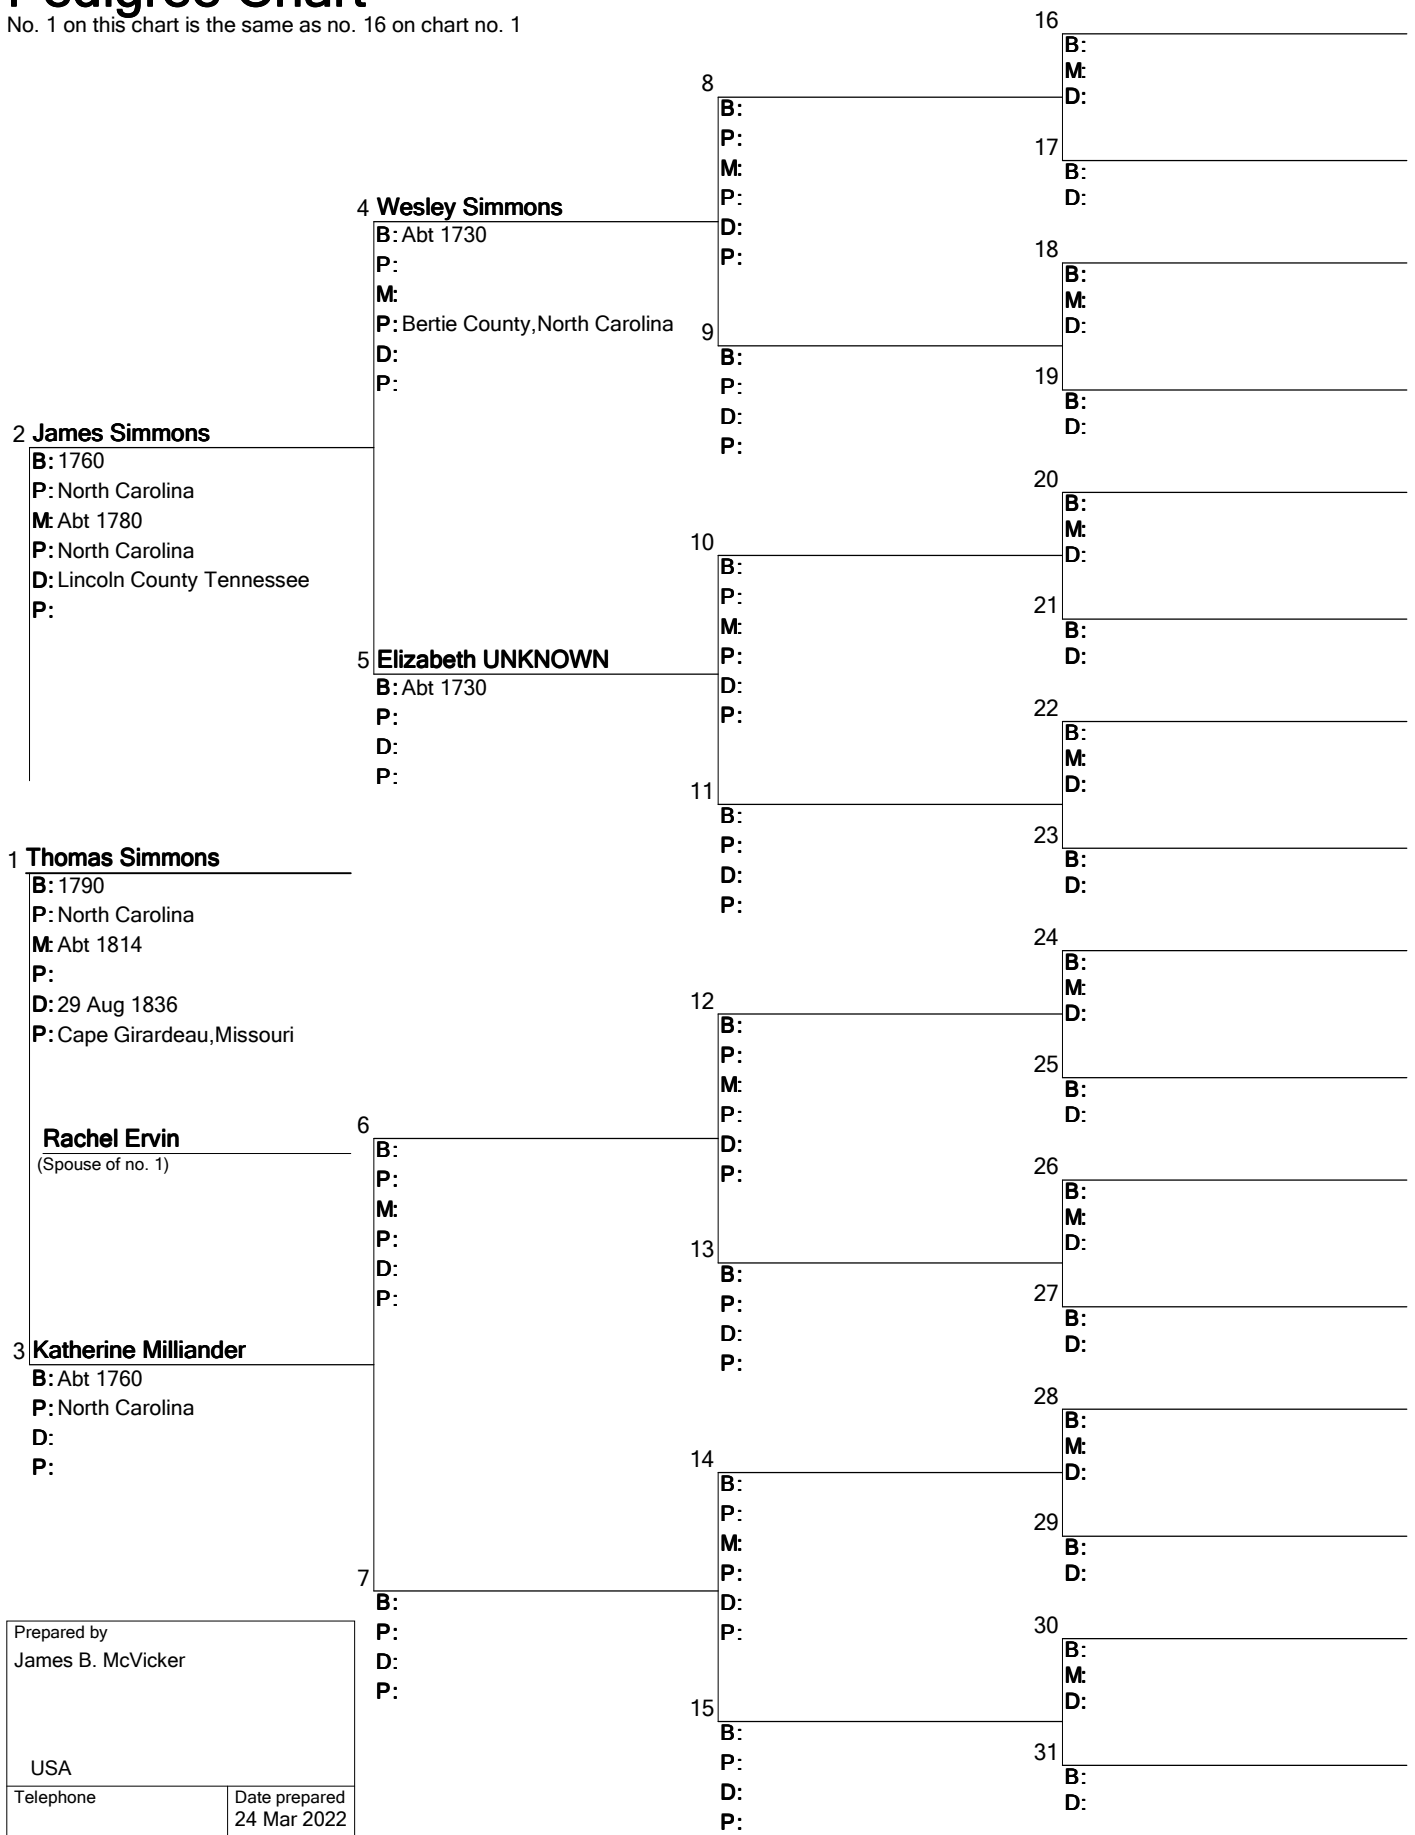 Pedigree Chart
No. 1 on this chart is the same as no. 16 on chart no. 1
2 James Simmons
B: 1760
P: North Carolina
M: Abt 1780
P: North Carolina
D: Lincoln County Tennessee
P:
1 Thomas Simmons
B: 1790
P: North Carolina
M: Abt 1814
P:
D: 29 Aug 1836
P: Cape Girardeau,Missouri
Rachel Ervin
(Spouse of no. 1)
3 Katherine Milliander
B: Abt 1760
P: North Carolina
D:
P:
4 Wesley Simmons
B: Abt 1730
P:
M:
P: Bertie County,North Carolina
D:
P:
5 Elizabeth UNKNOWN
B: Abt 1730
P:
D:
P:
6
B:
P:
M:
P:
D:
P:
7
B:
P:
D:
P:
8
B:
P:
M:
P:
D:
P:
9
B:
P:
D:
P:
10
B:
P:
M:
P:
D:
P:
11
B:
P:
D:
P:
12
B:
P:
M:
P:
D:
P:
13
B:
P:
D:
P:
14
B:
P:
M:
P:
D:
P:
15
B:
P:
D:
P:
16
B:
M:
D:
17
B:
D:
18
B:
M:
D:
19
B:
D:
20
B:
M:
D:
21
B:
D:
22
B:
M:
D:
23
B:
D:
24
B:
M:
D:
25
B:
D:
26
B:
M:
D:
27
B:
D:
28
B:
M:
D:
29
B:
D:
30
B:
M:
D:
31
B:
D:
Prepared by
James B. McVicker
USA
Telephone
Date prepared
24 Mar 2022